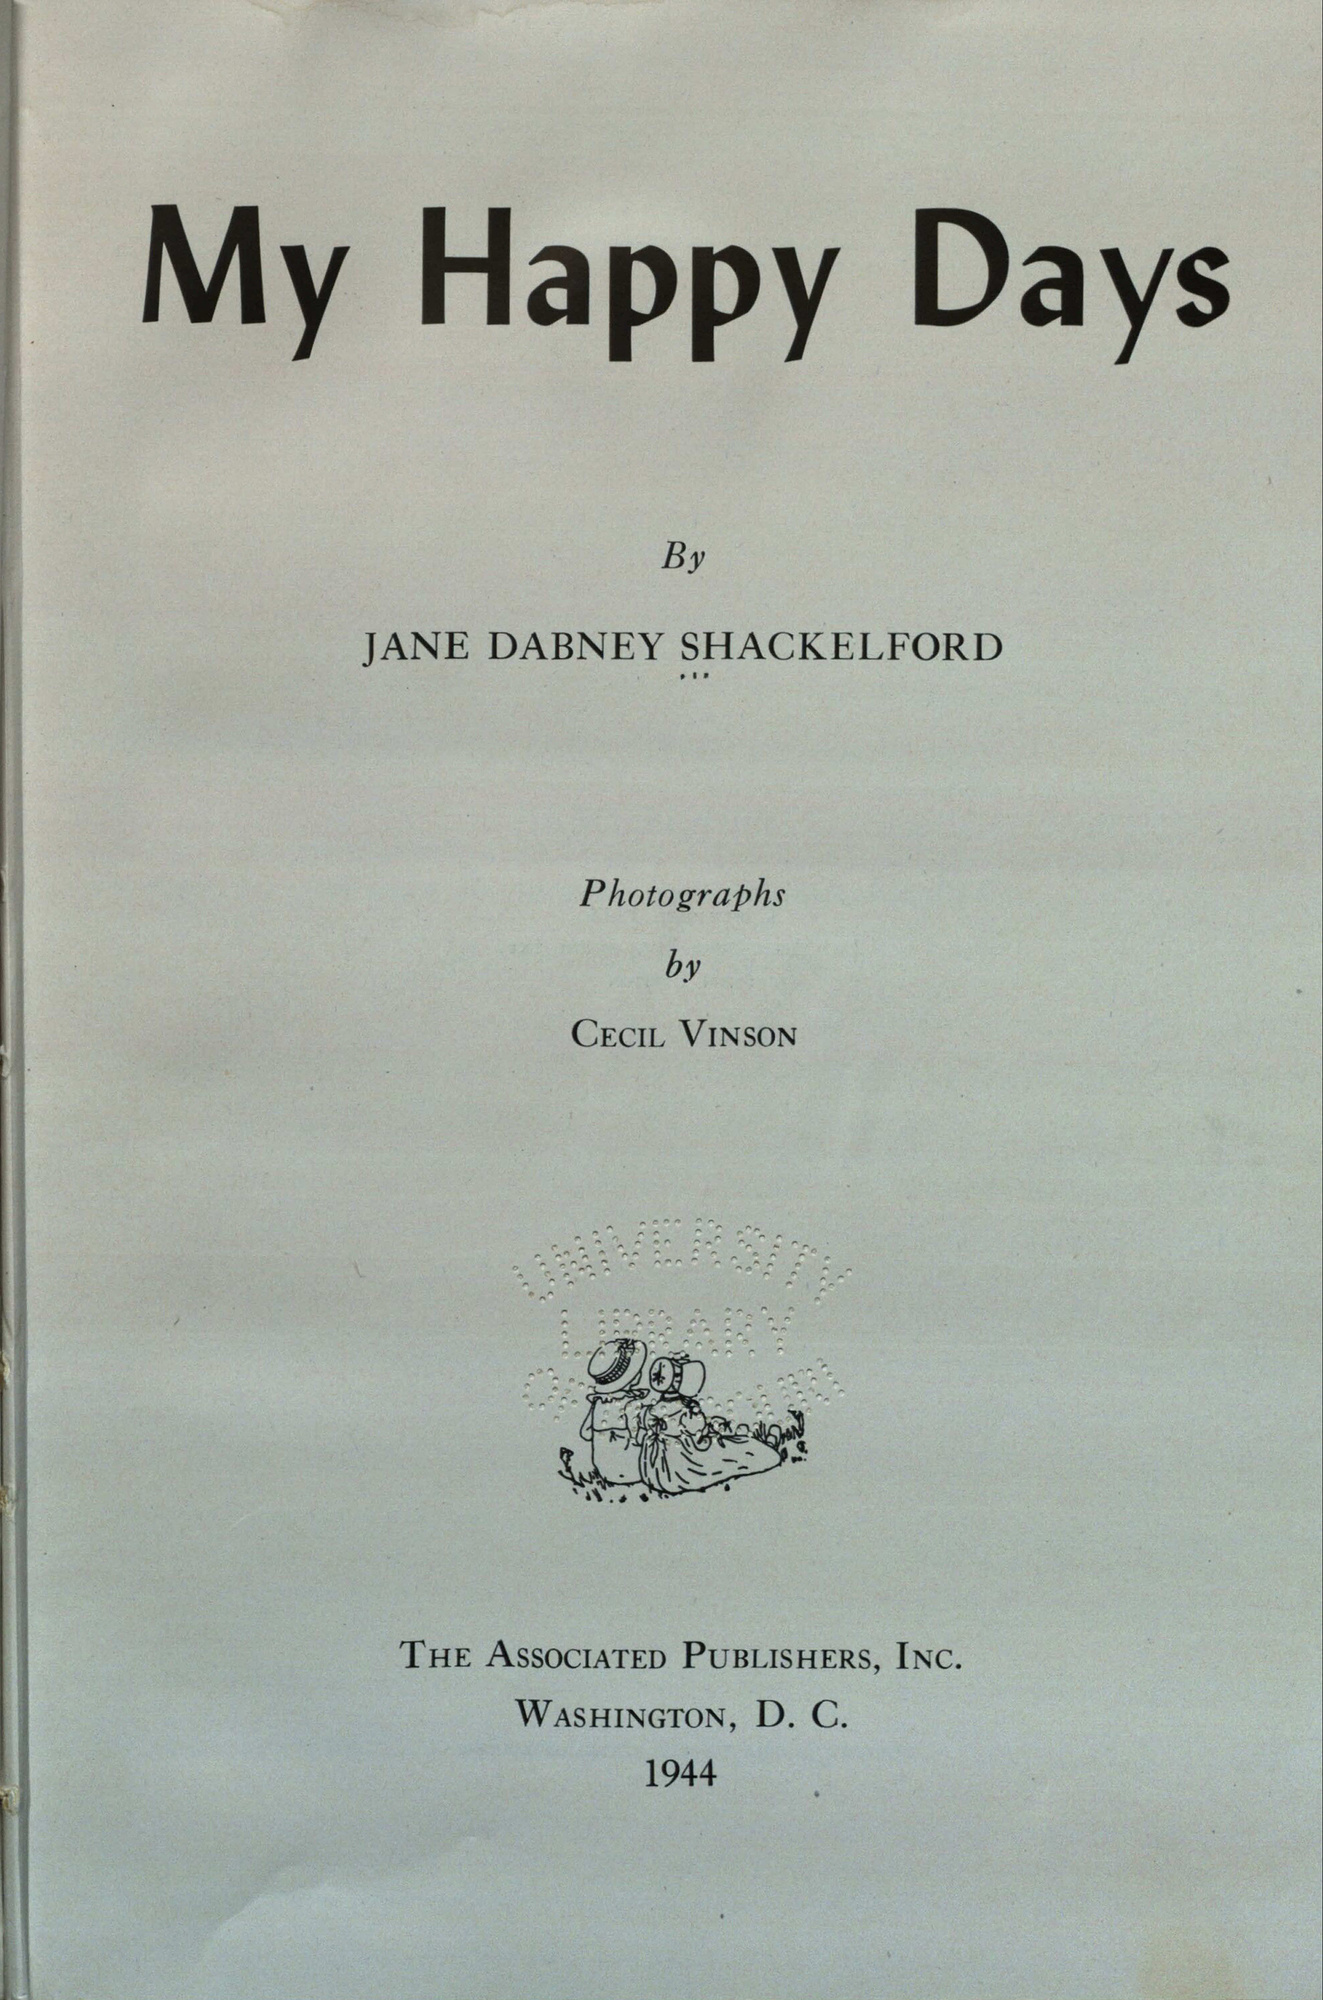 My Happy Days
By
JANE DABNEY SHACKELFORD
Photographs
by
CECIL VINSON
UNIVERSITY
LIBRARY
THE ASSOCIATED PUBLISHERS, INC.
WASHINGTON, D. C.
1944